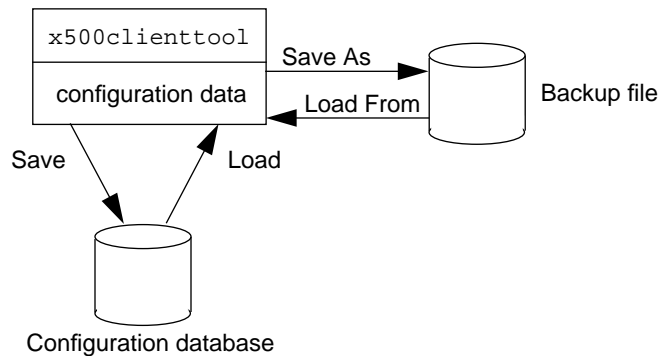 x500clienttool
Save As
configuration data
Backup file
Load From
Save
Load
Configuration database